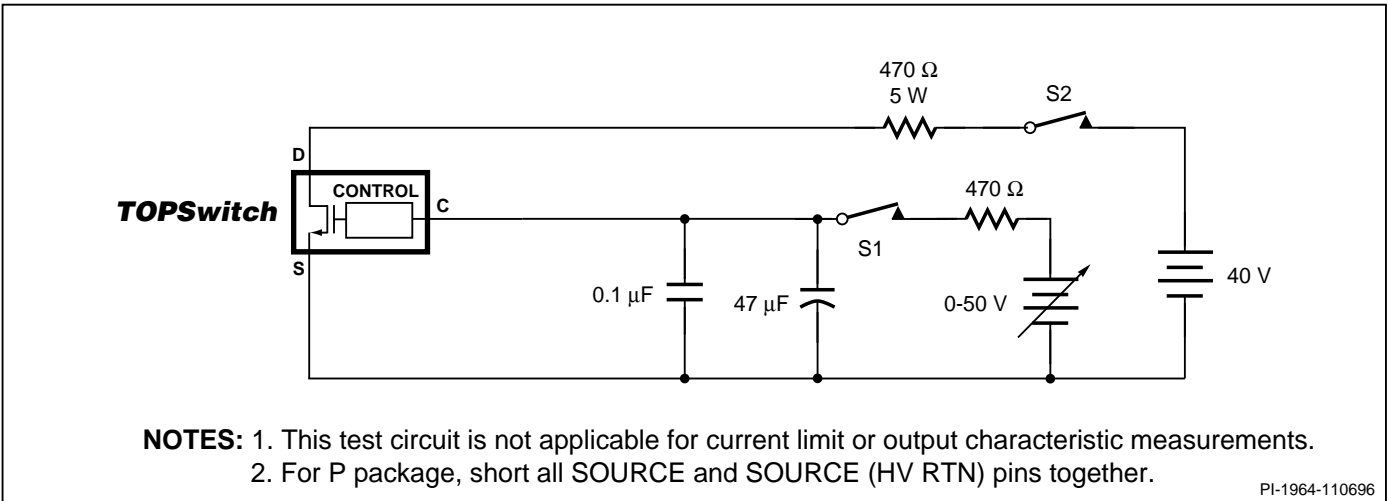 470 Ω
5 W
S2
D
CONTROL
TOPSwitch
C
470 Ω
S1
S
0.1 µF
47 µF
0-50 V
40 V
NOTES: 1. This test circuit is not applicable for current limit or output characteristic measurements.
2. For P package, short all SOURCE and SOURCE (HV RTN) pins together.
PI-1964-110696